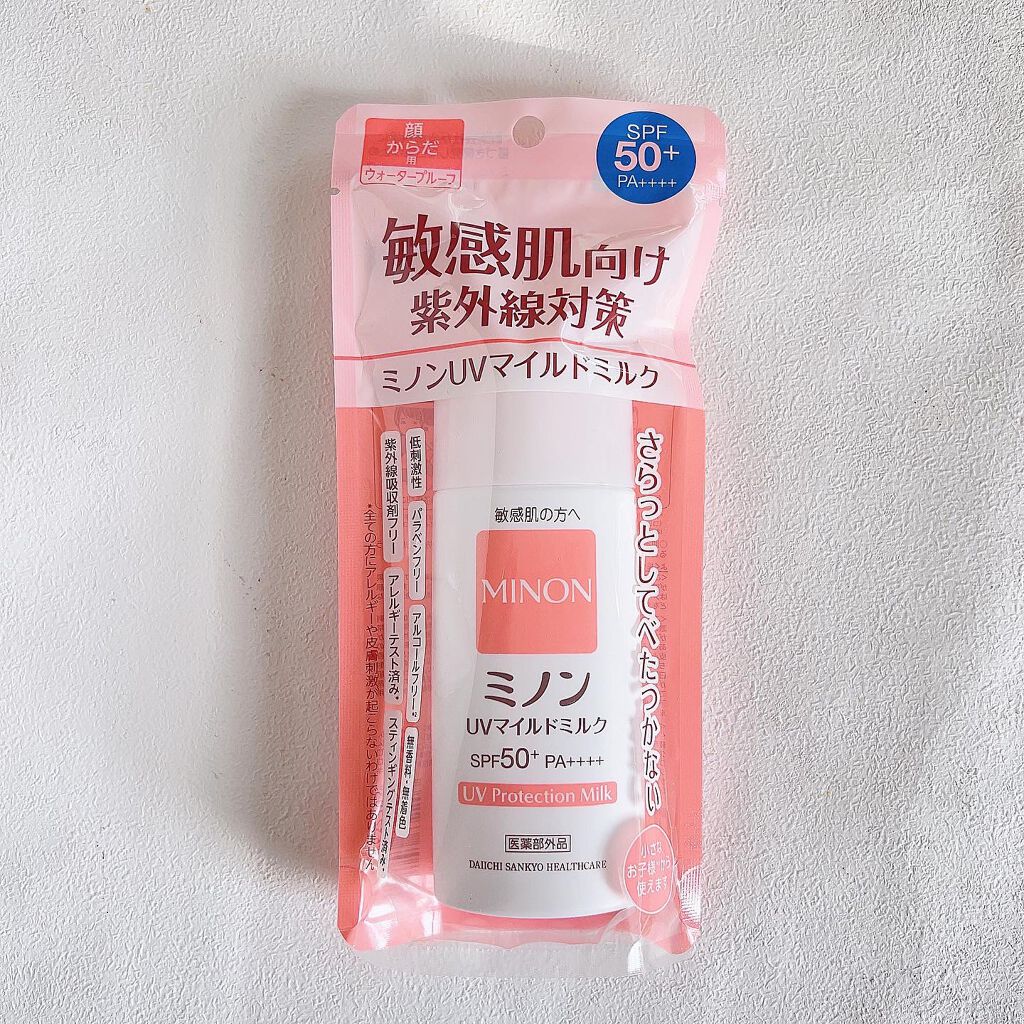 顔
からだ用
ウォータープルーフ
SPF
50+
PA++++
敏感肌向け
紫外線対策
ミノンUVマイルドミルク
さらっとしてべたつかない
低刺激性 パラベンフリー アルコールフリー*2 無香料・無着色
紫外線吸収剤フリー アレルギーテスト済み* スティンギングテスト済み*
*全ての方にアレルギーや皮膚刺激が起こらないわけではありません
敏感肌の方へ
MINON
ミノン
UVマイルドミルク
SPF50+ PA++++
UV Protection Milk
医薬部外品
DAIICHI SANKYO HEALTHCARE
小さな
お子様から
使えます